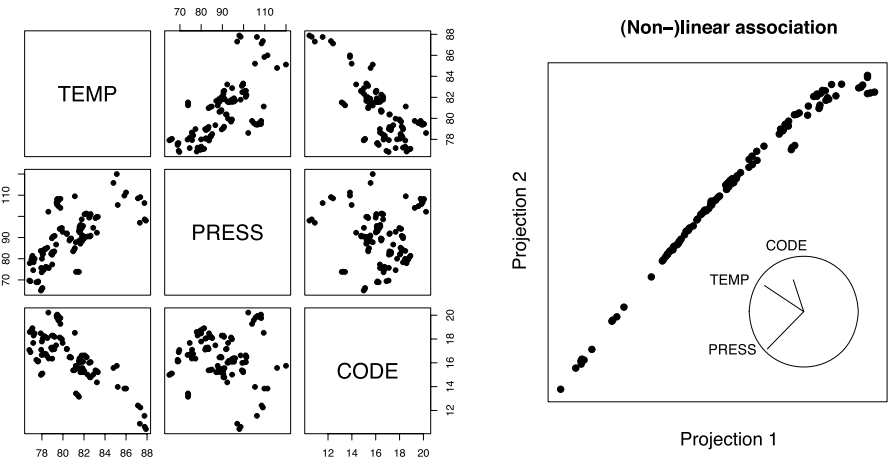 70 80 90 110
(Non−)linear association
TEMP
78 80 82 84 86 88
70 80 90 110
PRESS
CODE
12 14 16 18 20
78 80 82 84 86 88
12 14 16 18 20
Projection 2
CODE
TEMP
PRESS
Projection 1